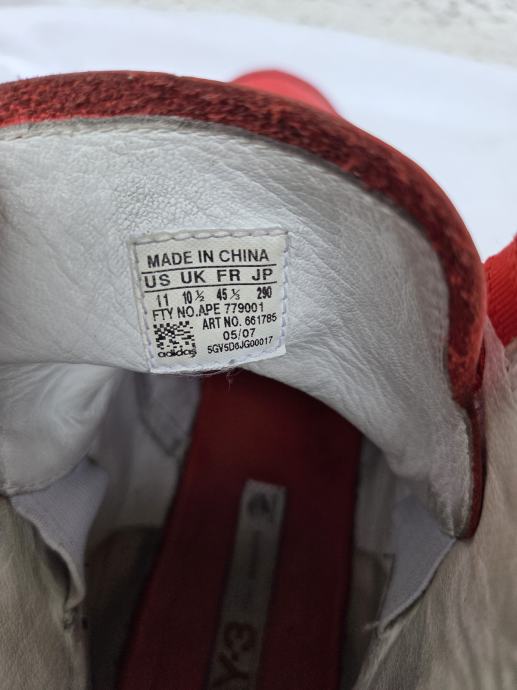 MADE IN CHINA
US UK FR JP
11 10½ 45⅓ 290
FTY NO.APE 779001
ART NO. 661785
05/07
adidas
5GV5D6JG00017
Y-3